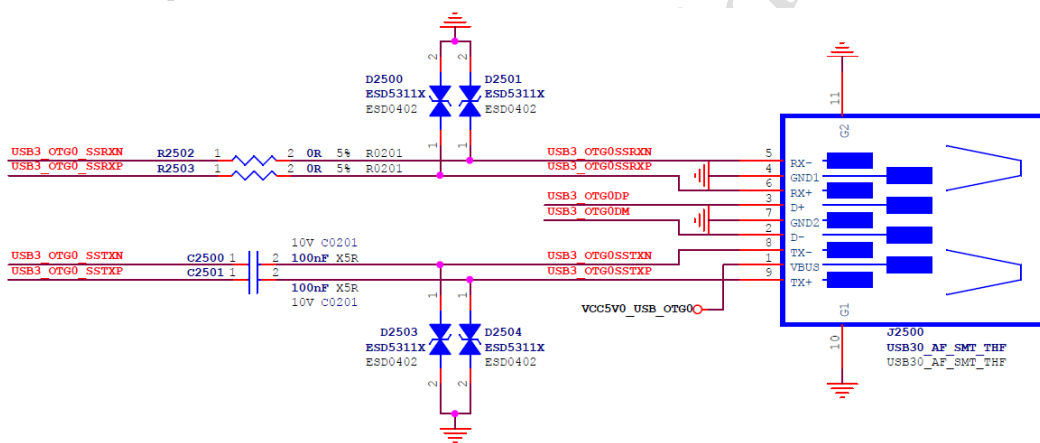 2 2
D2500 D2501
ESD5311X ESD5311X
ESD0402 ESD0402
1 1
11
G2
USB3_OTG0_SSRXN R2502 1 2 0R 5% R0201 USB3_OTG0SSRXN 5 RX-
USB3_OTG0_SSRXP R2503 1 2 0R 5% R0201 USB3_OTG0SSRXP 4 GND1
6 RX+
USB3_OTG0DP 3 D+
USB3_OTG0DM 7 GND2
2 D-
10V C0201
USB3_OTG0_SSTXN C2500 1 2 100nF X5R USB3_OTG0SSTXN 8 TX-
USB3_OTG0_SSTXP C2501 1 2 USB3_OTG0SSTXP 1 VBUS
9 TX+
100nF X5R
10V C0201
VCC5V0_USB_OTG0
G1
10
1 1
D2503 D2504
ESD5311X ESD5311X
ESD0402 ESD0402
2 2
J2500
USB30_AF_SMT_THF
USB30_AF_SMT_THF